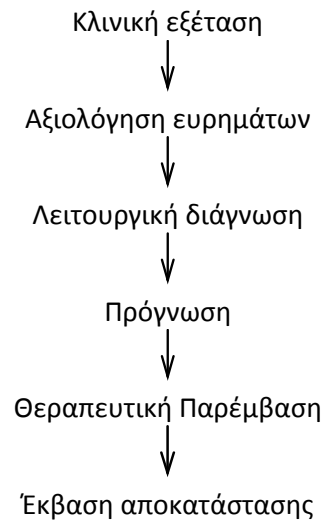 Κλινική εξέταση
Αξιολόγηση ευρημάτων
Λειτουργική διάγνωση
Πρόγνωση
Θεραπευτική Παρέμβαση
Έκβαση αποκατάστασης